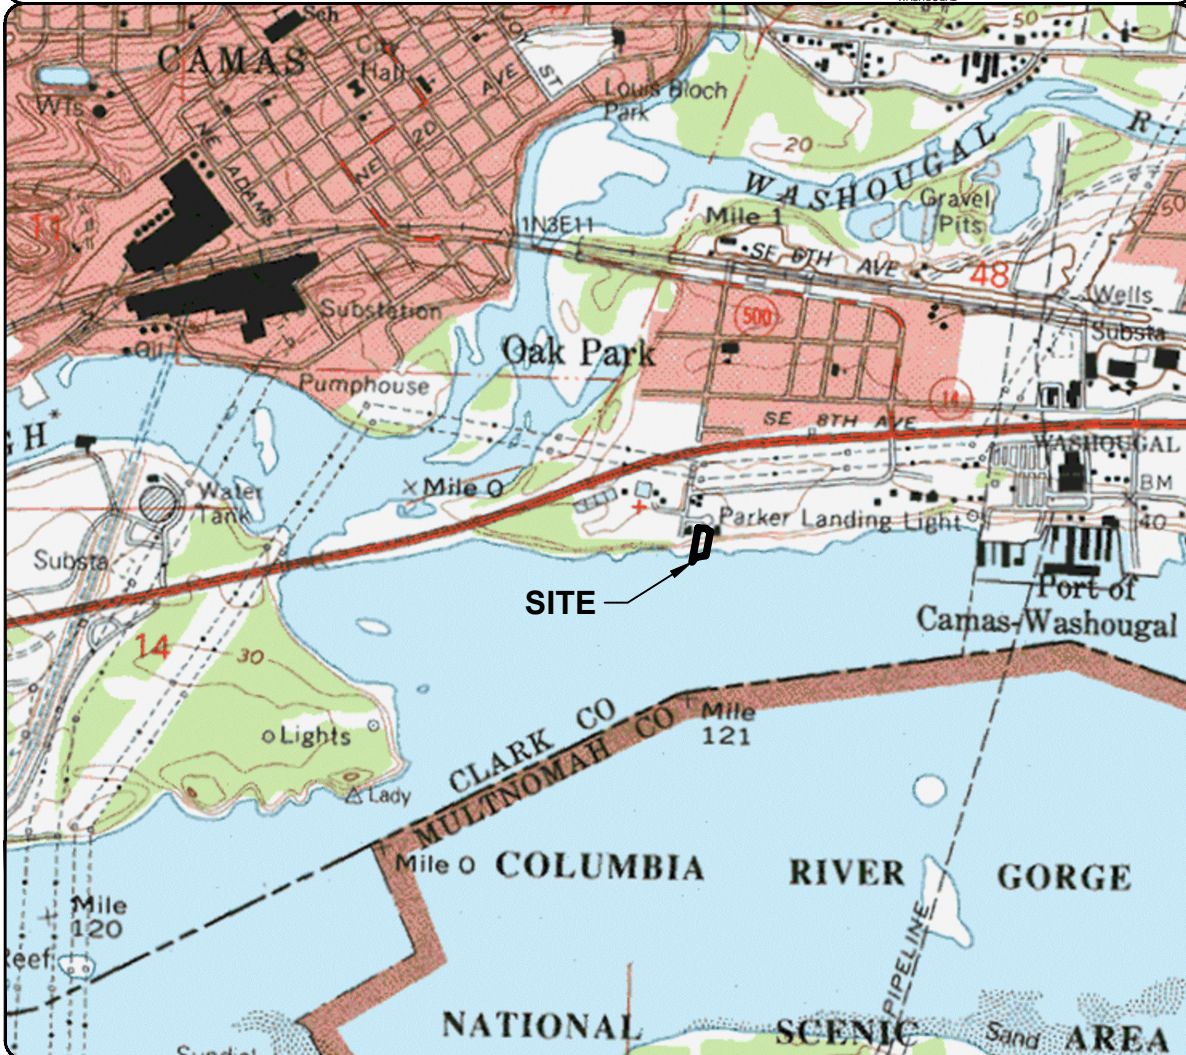 Sch
CAMAS
City
Hall
AVE
ST
50
Louis Bloch
Park
Wls
NE
20
NE
ADAMS
20
R
WASHOUGAL
Gravel
Pits
50
11
1N3E11
Mile 1
SE 6TH AVE
48
Wells
Substation
500
Substa
Oil
Oak Park
Pumphouse
14
GH
SE 8TH AVE
WASHOUGAL
Mile 0
BM
40
Water
Tank
Parker Landing Light
Substa
SITE
Port of
Camas-Washougal
14
30
Lights
CLARK CO
MULTNOMAH CO
Mile
121
Lady
Mile 0
COLUMBIA RIVER GORGE
Mile
120
Reef
PIPELINE
NATIONAL SCENIC AREA
Sand